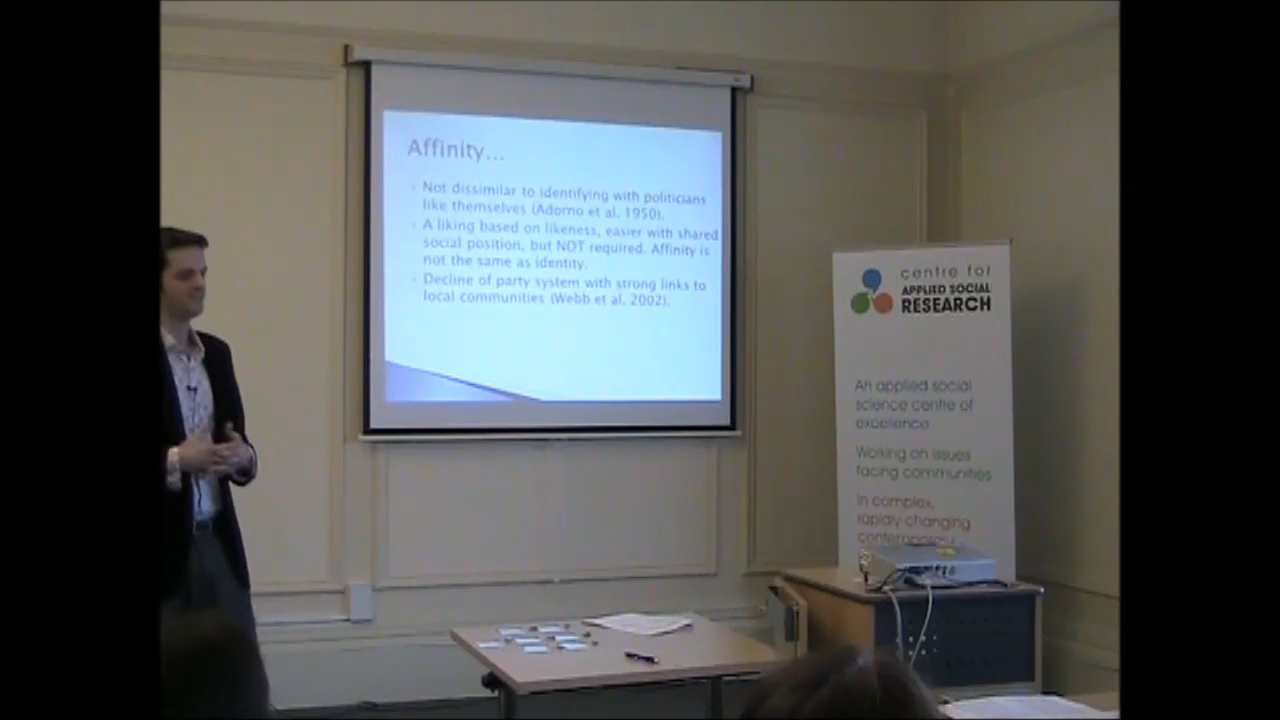 Affinity...
Not dissimilar to identifying with politicians
like themselves (Adorno et al. 1950).
A liking based on likeness, easier with shared
social position, but NOT required. Affinity is
not the same as identity.
Decline of party system with strong links to
local communities (Webb et al. 2002).
centre for
APPLIED SOCIAL
RESEARCH
An applied social
science centre of
excellence
Working on issues
facing communities
In complex,
rapidly changing
contemporary